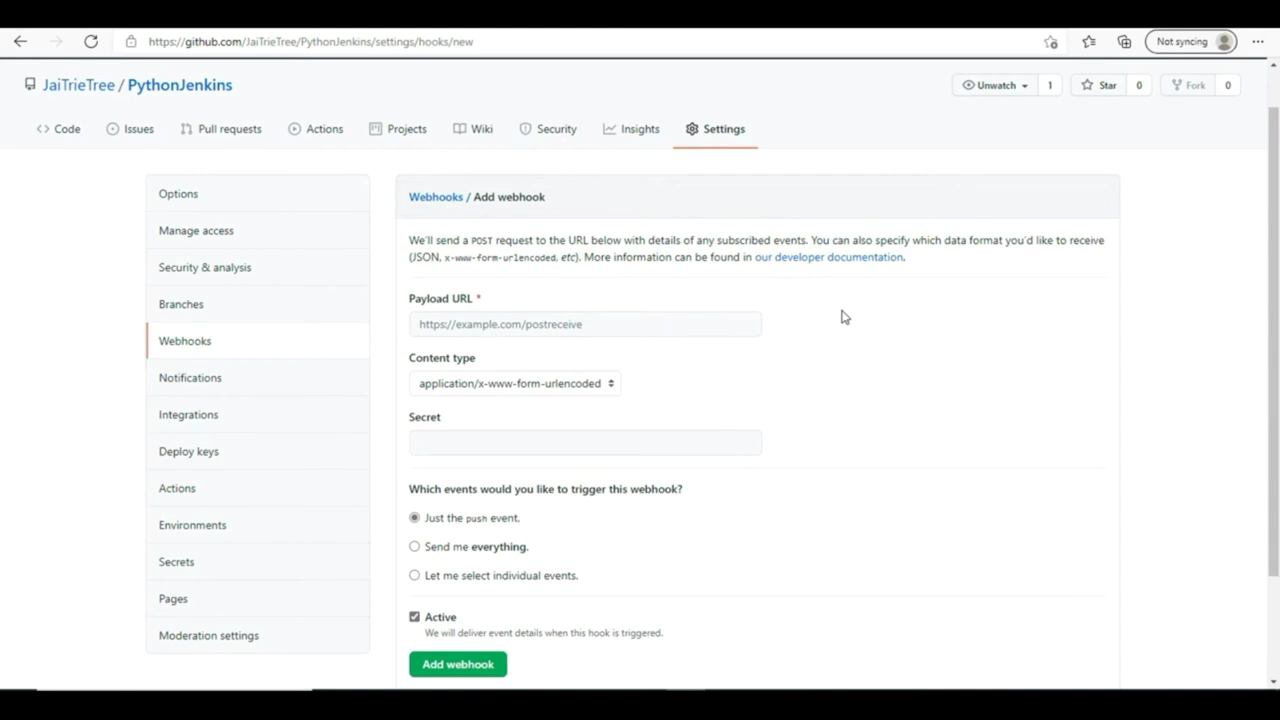 https://github.com/JaiTrieTree/PythonJenkins/settings/hooks/new
Not syncing
JaiTrieTree / PythonJenkins
Unwatch 1
Star 0
Fork 0
Code Issues Pull requests Actions Projects Wiki Security Insights Settings
Options
Manage access
Security & analysis
Branches
Webhooks
Notifications
Integrations
Deploy keys
Actions
Environments
Secrets
Pages
Moderation settings
Webhooks / Add webhook
We'll send a POST request to the URL below with details of any subscribed events. You can also specify which data format you'd like to receive
(JSON, x-www-form-urlencoded, etc). More information can be found in our developer documentation.
Payload URL *
https://example.com/postreceive
Content type
application/x-www-form-urlencoded
Secret
Which events would you like to trigger this webhook?
Just the push event.
Send me everything.
Let me select individual events.
Active
We will deliver event details when this hook is triggered.
Add webhook